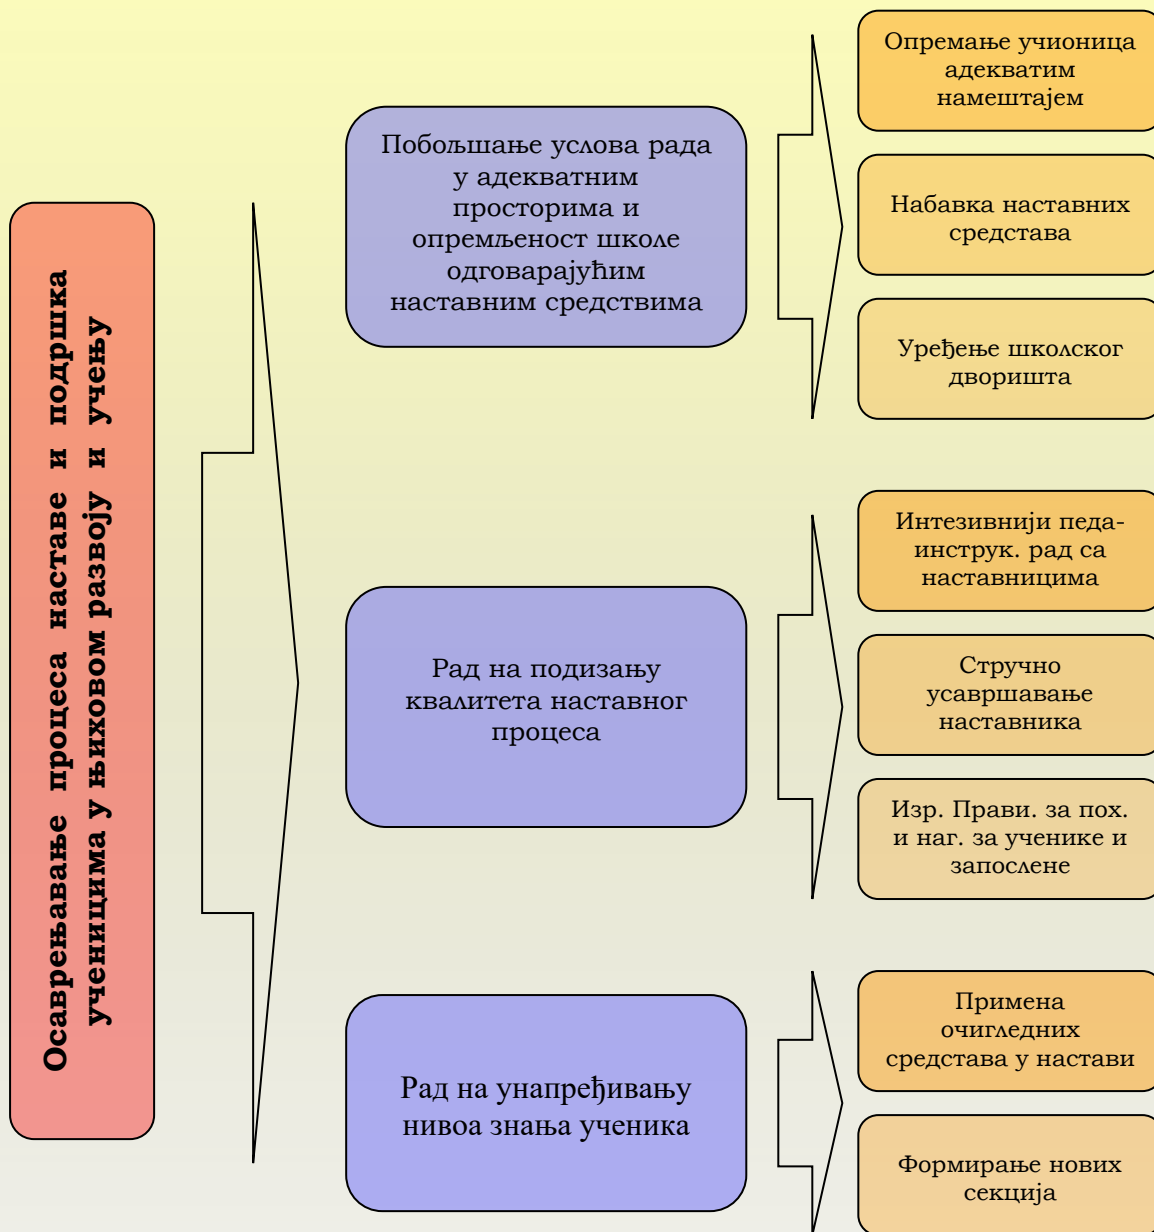 Осаврењавање процеса наставе и подршка
ученицима у њиховом развоју и учењу
Побољшање услова рада
у адекватним
просторима и
опремљеност школе
одговарајућим
наставним средствима
Опремање учионица
адекватим
намештајем
Набавка наставних
средстава
Уређење школског
дворишта
Рад на подизању
квалитета наставног
процеса
Интезивнији педа-
инструк. рад са
наставницима
Стручно
усавршавање
наставника
Изр. Прави. за пох.
и наг. за ученике и
запослене
Рад на унапређивању
нивоа знања ученика
Примена
очигледних
средстава у настави
Формирање нових
секција